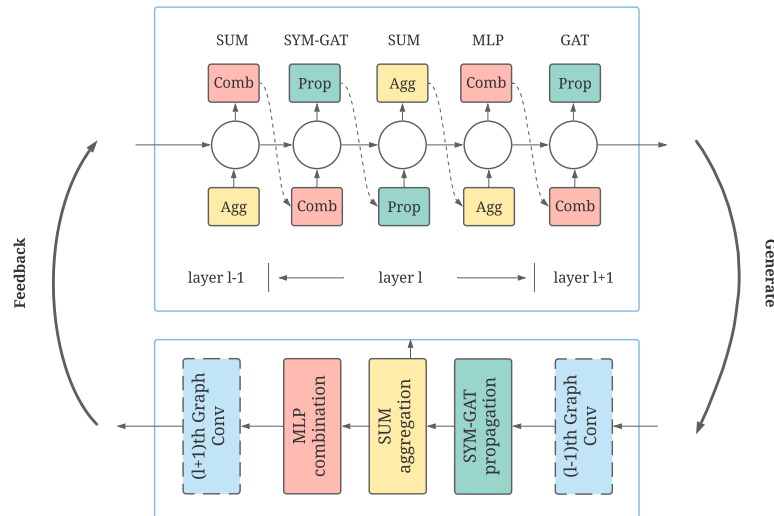 SUM SYM-GAT SUM MLP GAT
Comb Prop Agg Comb Prop
Agg Comb Prop Agg Comb
layer l-1 layer l layer l+1
Feedback
Generate
(l+1)th Graph
Conv
MLP
combination
SUM
aggregation
SYM-GAT
propagation
(l-1)th Graph
Conv